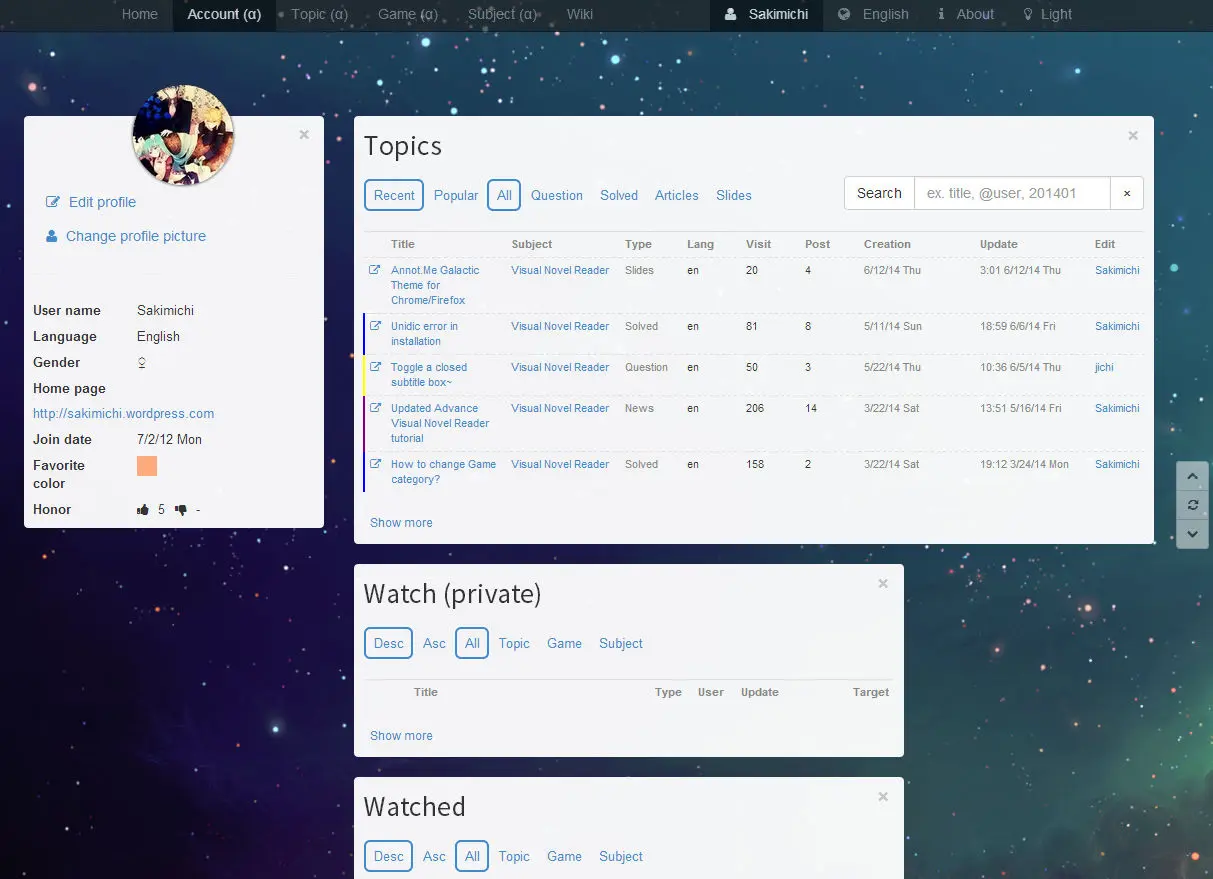 Home Account (α) Topic (α) Game (α) Subject (α) Wiki Sakimichi English About Light
Edit profile
Change profile picture
User name Sakimichi
Language English
Gender ♀
Home page
http://sakimichi.wordpress.com
Join date 7/2/12 Mon
Favorite
color
Honor 5 -
×
Topics
×
Recent Popular All Question Solved Articles Slides Search ex. title, @user, 201401 ×
Title Subject Type Lang Visit Post Creation Update Edit
Annot.Me Galactic Visual Novel Reader Slides en 20 4 6/12/14 Thu 3:01 6/12/14 Thu Sakimichi
Theme for
Chrome/Firefox
Unidic error in Visual Novel Reader Solved en 81 8 5/11/14 Sun 18:59 6/6/14 Fri Sakimichi
installation
Toggle a closed Visual Novel Reader Question en 50 3 5/22/14 Thu 10:36 6/5/14 Thu jichi
subtitle box~
Updated Advance Visual Novel Reader News en 206 14 3/22/14 Sat 13:51 5/16/14 Fri Sakimichi
Visual Novel Reader
tutorial
How to change Game Visual Novel Reader Solved en 158 2 3/22/14 Sat 19:12 3/24/14 Mon Sakimichi
category?
Show more
Watch (private)
×
Desc Asc All Topic Game Subject
Title Type User Update Target
Show more
Watched
×
Desc Asc All Topic Game Subject